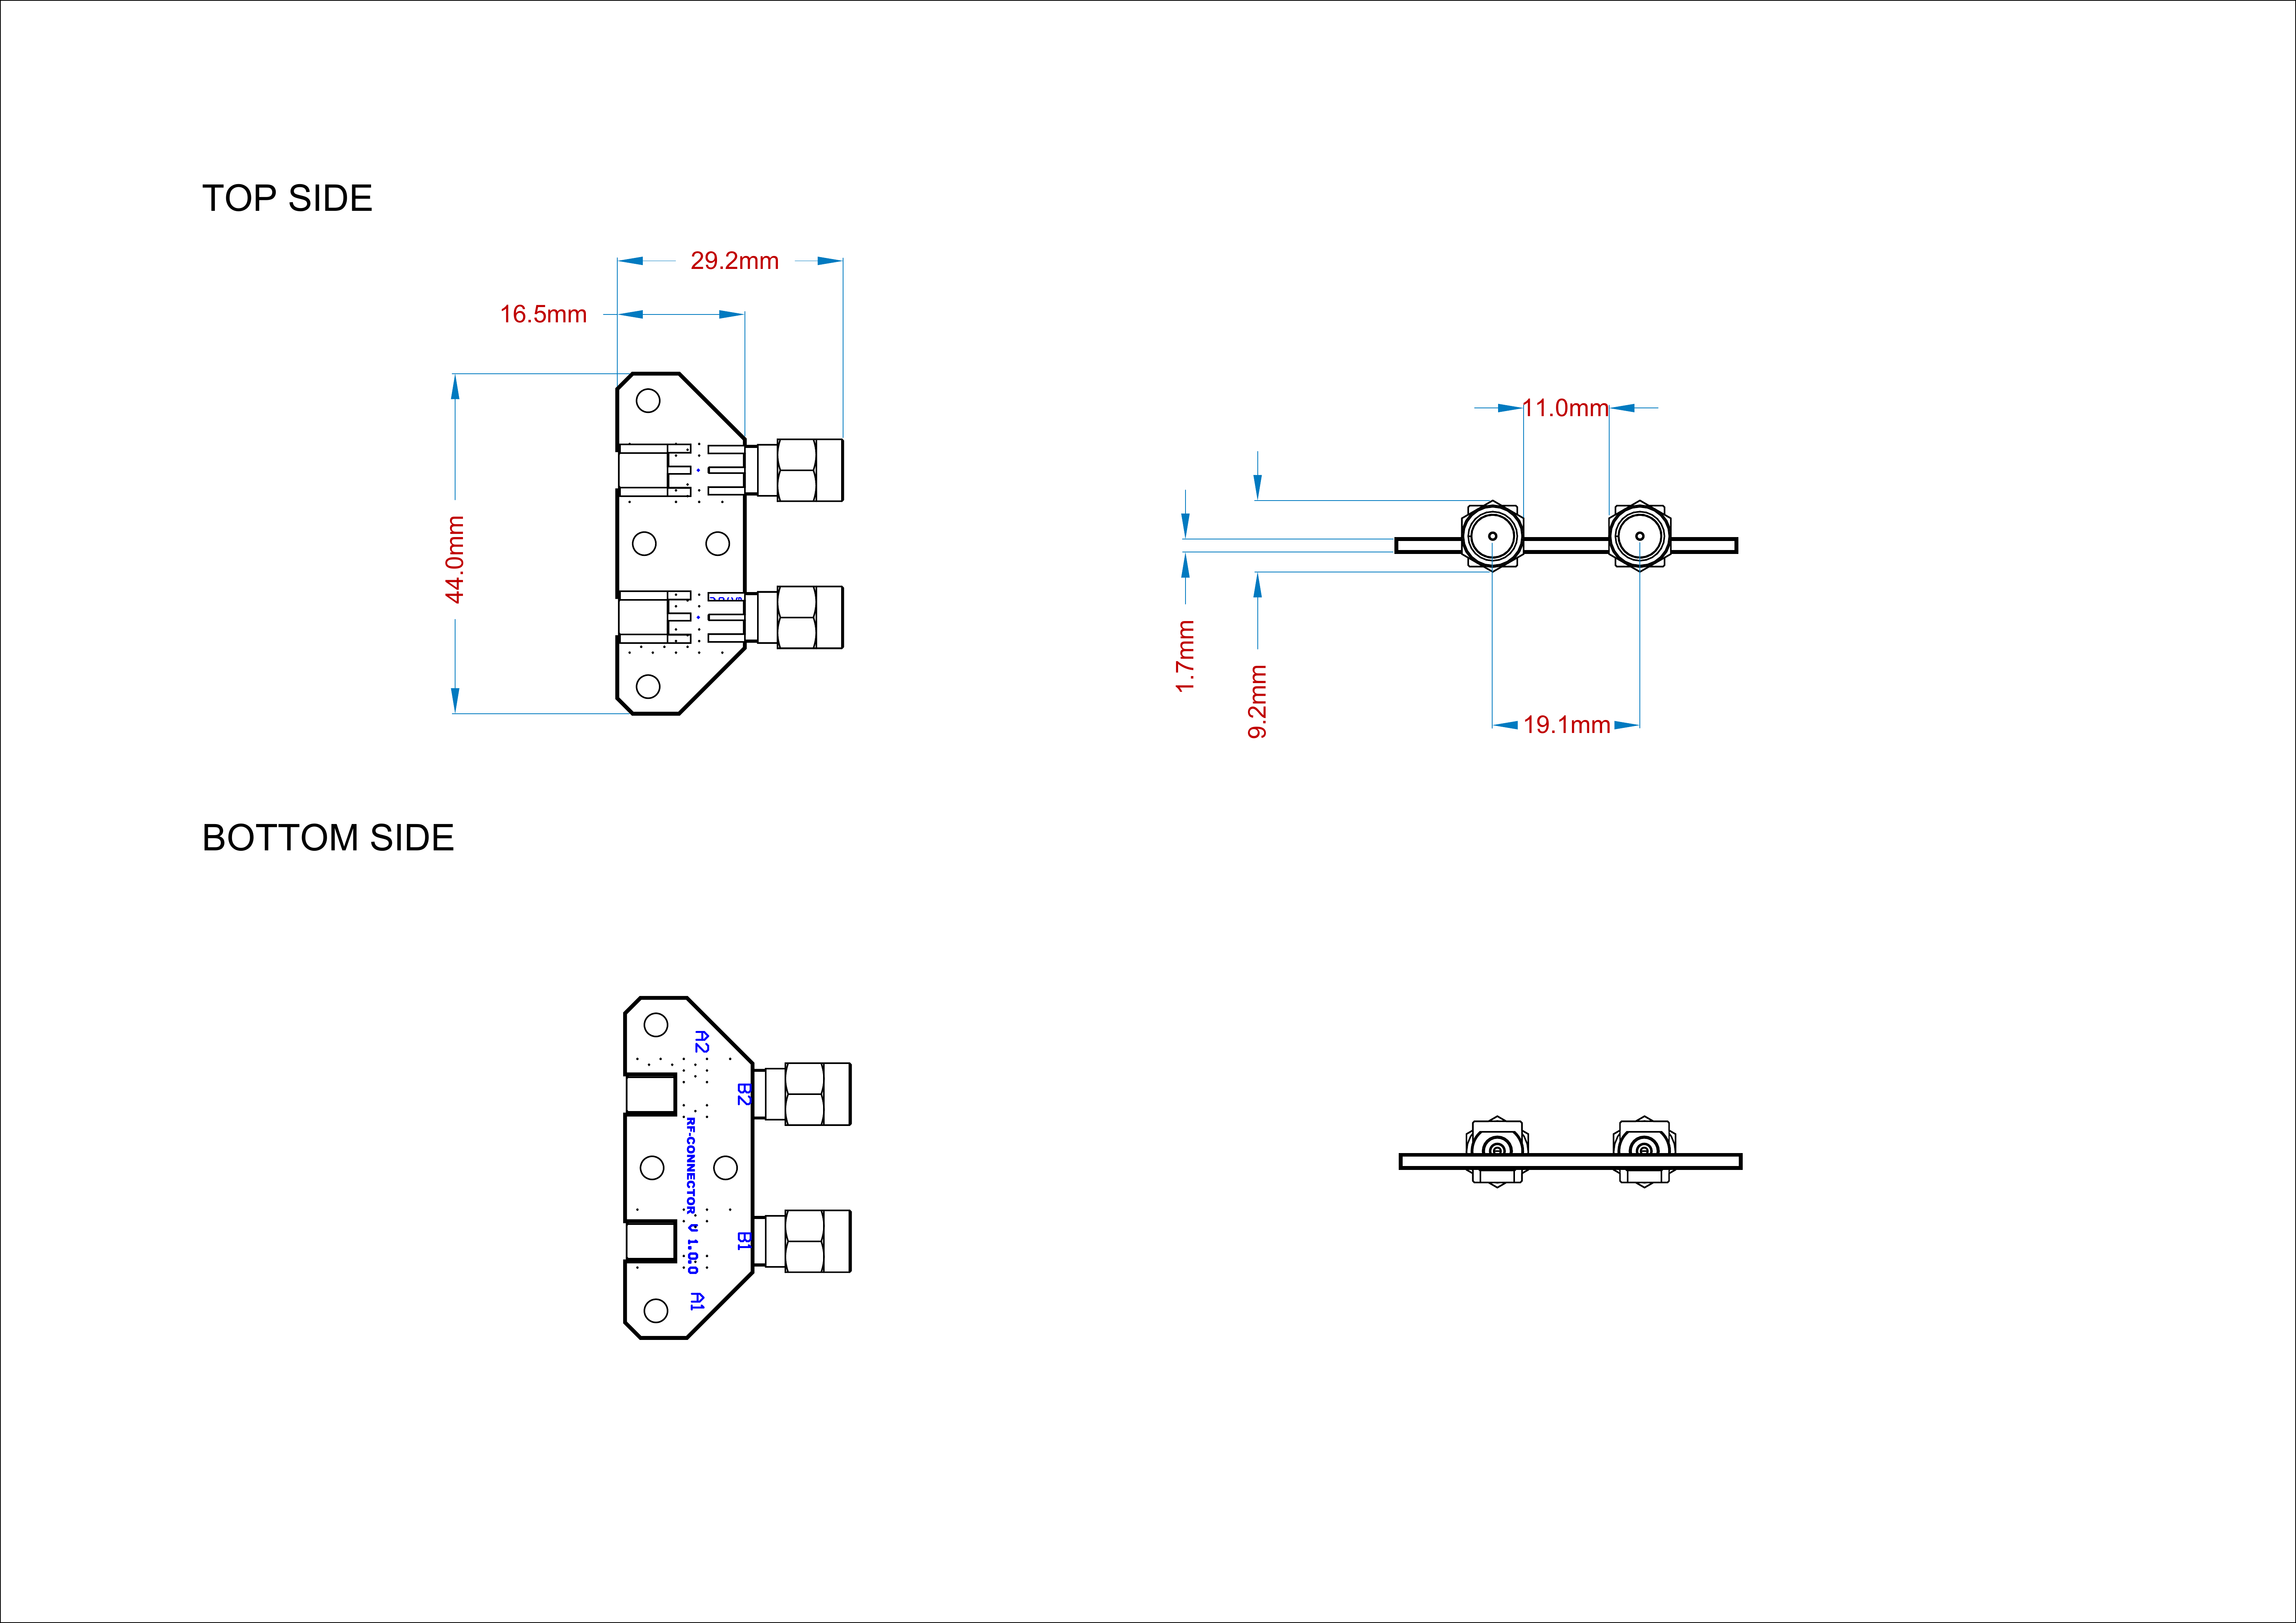 TOP SIDE
29.2mm
16.5mm
44.0mm
11.0mm
1.7mm
9.2mm
19.1mm
BOTTOM SIDE
A2
B2
RF-CONNECTOR V 1.0.0
B1
A1